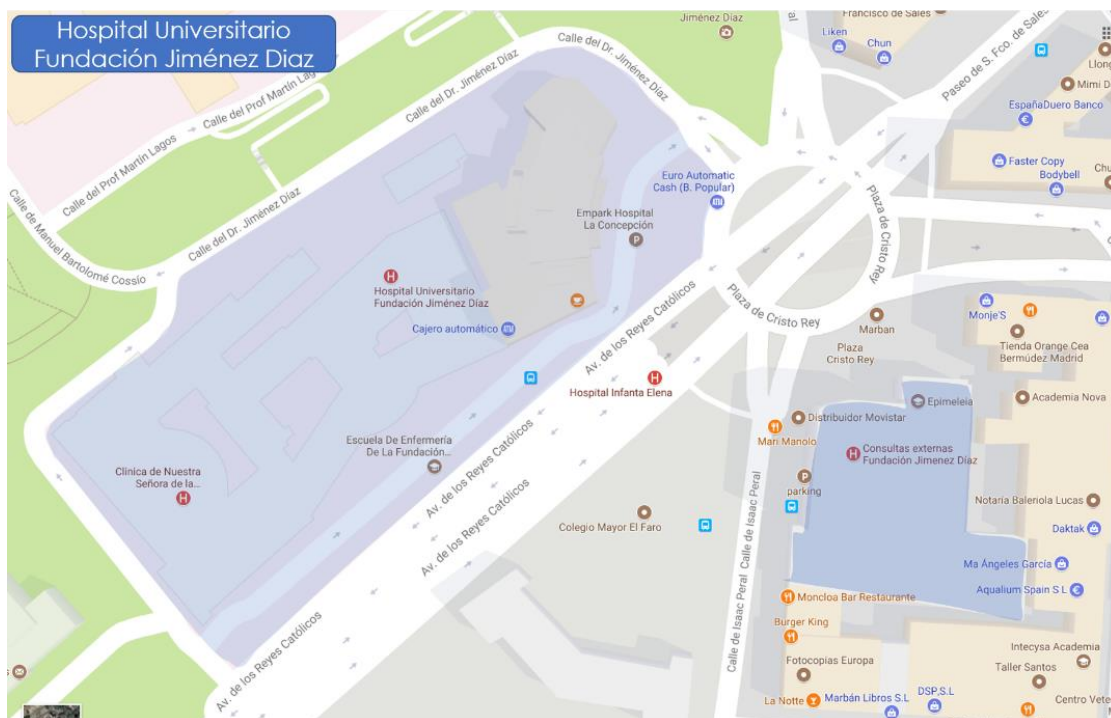 Hospital Universitario
Fundación Jiménez Diaz
Jiménez Díaz
Francisco de Sales
Liken
Chun
Paseo de S. Fco. de Sales
Llong
Mimi D
EspañaDuero Banco
Faster Copy
Bodybell
Chu
Calle del Dr. Jiménez Díaz
Calle del Dr. Jiménez Díaz
Calle del Dr. Jiménez Díaz
Calle del Prof Martín Lagos
Calle del Prof Martín Lagos
Calle de Manuel Bartolomé Cossío
Euro Automatic
Cash (B. Popular)
Empark Hospital
La Concepción
P
Plaza de Cristo Rey
Plaza de Cristo Rey
H
Hospital Universitario
Fundación Jiménez Díaz
Cajero automático
Av. de los Reyes Católicos
Marban
Plaza
Cristo Rey
Monje'S
Tienda Orange Cea
Bermúdez Madrid
H
Hospital Infanta Elena
Epimeleia
Academia Nova
Distribuidor Movistar
Mari Manolo
H
Consultas externas
Fundación Jimenez Díaz
P
parking
Escuela De Enfermería
De La Fundación...
Clínica de Nuestra
Señora de la...
H
Av. de los Reyes Católicos
Av. de los Reyes Católicos
Colegio Mayor El Faro
Calle de Isaac Peral
Calle de Isaac Peral
Notaria Baleriola Lucas
Daktak
Ma Ángeles García
Aqualium Spain S L
Moncloa Bar Restaurante
Burger King
Av. de los Reyes Católicos
Fotocopias Europa
Intecysa Academia
Taller Santos
La Notte
Marbán Libros S.L
DSP,S.L
Centro Vete